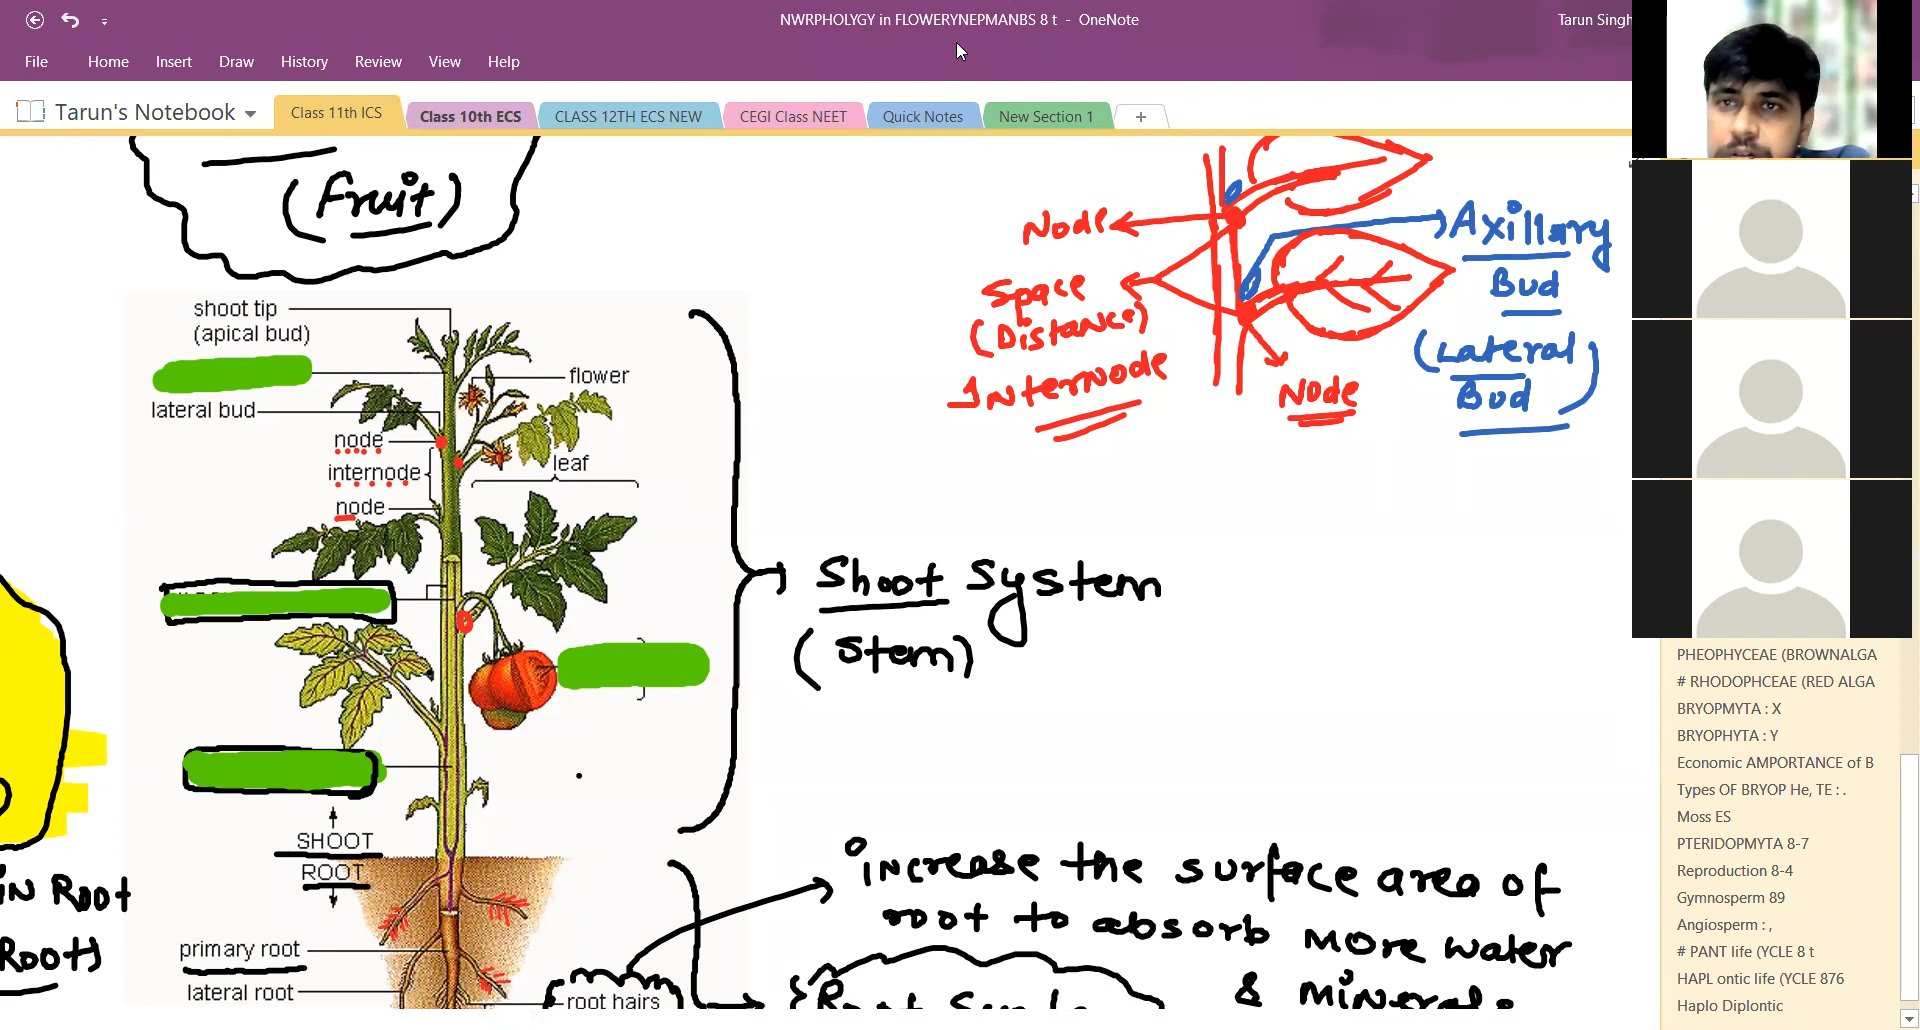 NWRPHOLYGY in FLOWERYNEPMANBS 8 t - OneNote
Tarun Singh
File Home Insert Draw History Review View Help
Tarun's Notebook
Class 11th ICS
Class 10th ECS
CLASS 12TH ECS NEW
CEGI Class NEET
Quick Notes
New Section 1
+
(Fruit)
Node
Space
(Distance)
Internode
Node
Axillary
Bud
(Lateral
Bud)
shoot tip
(apical bud)
lateral bud
flower
node
internode
leaf
node
Shoot System
(Stem)
SHOOT
ROOT
primary root
lateral root
root hairs
increase the surface area of
root to absorb more water
& minerals
in Root
Root)
PHEOPHYCEAE (BROWNALGA
# RHODOPHCEAE (RED ALGA
BRYOPMYTA : X
BRYOPHYTA : Y
Economic AMPORTANCE of B
Types OF BRYOP He, TE : .
Moss ES
PTERIDOPMYTA 8-7
Reproduction 8-4
Gymnosperm 89
Angiosperm : ,
# PANT life (YCLE 8 t
HAPL ontic life (YCLE 876
Haplo Diplontic